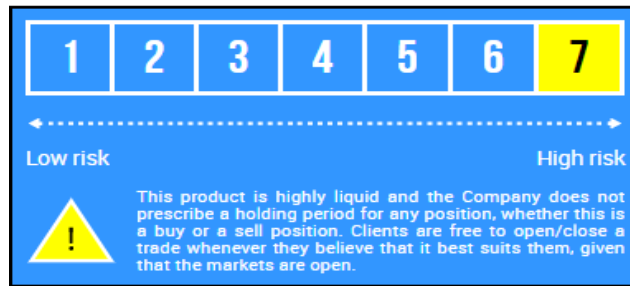 1 2 3 4 5 6 7
Low risk High risk
This product is highly liquid and the Company does not
prescribe a holding period for any position, whether this is
a buy or a sell position. Clients are free to open/close a
trade whenever they believe that it best suits them, given
that the markets are open.
!